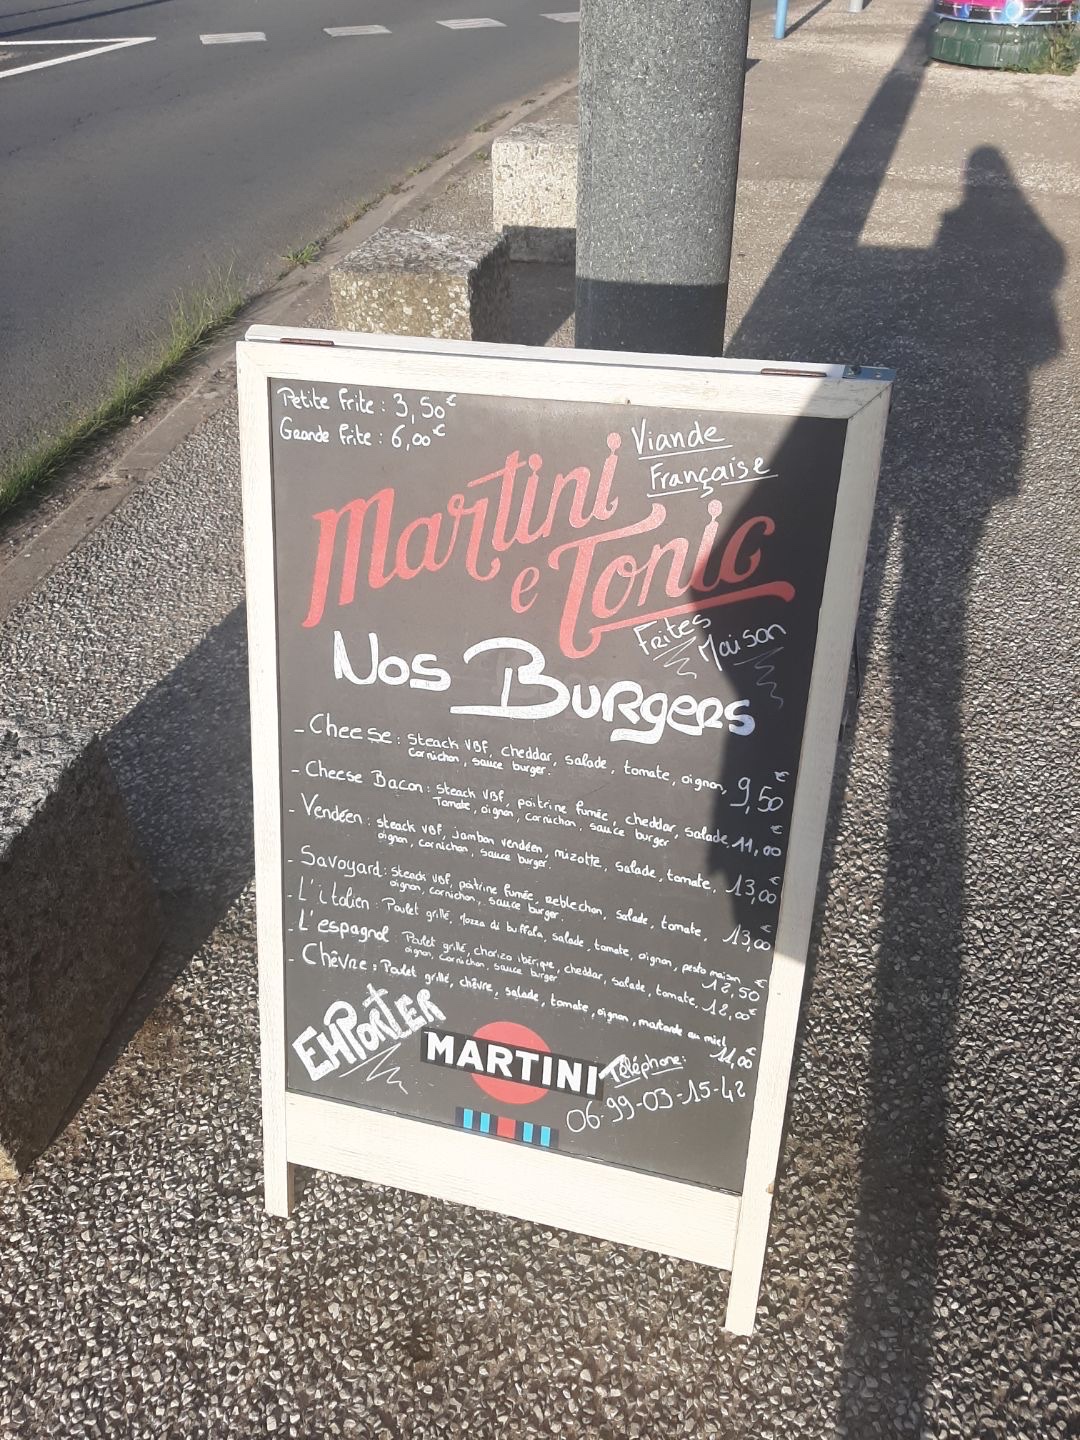 Petite frite : 3,50€
Grande frite : 6,00€
Viande
Française
Martini
e Tonic
Frites
Maison
Nos Burgers
- Cheese : Steack VBF, cheddar, salade, tomate, oignon,
cornichon, sauce burger. 9,50€
- Cheese Bacon : Steack VBF, poitrine fumée, cheddar, salade,
Tomate, oignon, cornichon, sauce burger 11,00€
- Vendéen : steack VBF, jambon vendéen, mizotte, salade, tomate,
oignon, cornichon, sauce burger. 13,00€
- Savoyard : Steack VBF, poitrine fumée, reblechon, salade, tomate,
oignon, cornichon, sauce burger. 13,00€
- L'italien : Poulet grillé, Mozza di buffala, salade, tomate, oignon, pesto maison 12,50€
- L'espagnol Poulet grillé, chorizo ibérique, cheddar, salade, tomate,
oignon, cornichon, sauce burger 12,00€
- Chèvre : Poulet grillé, chèvre, salade, tomate, oignon, moutarde au miel
11,00€
EMPORTER
MARTINI
Téléphone :
06-99-03-15-42